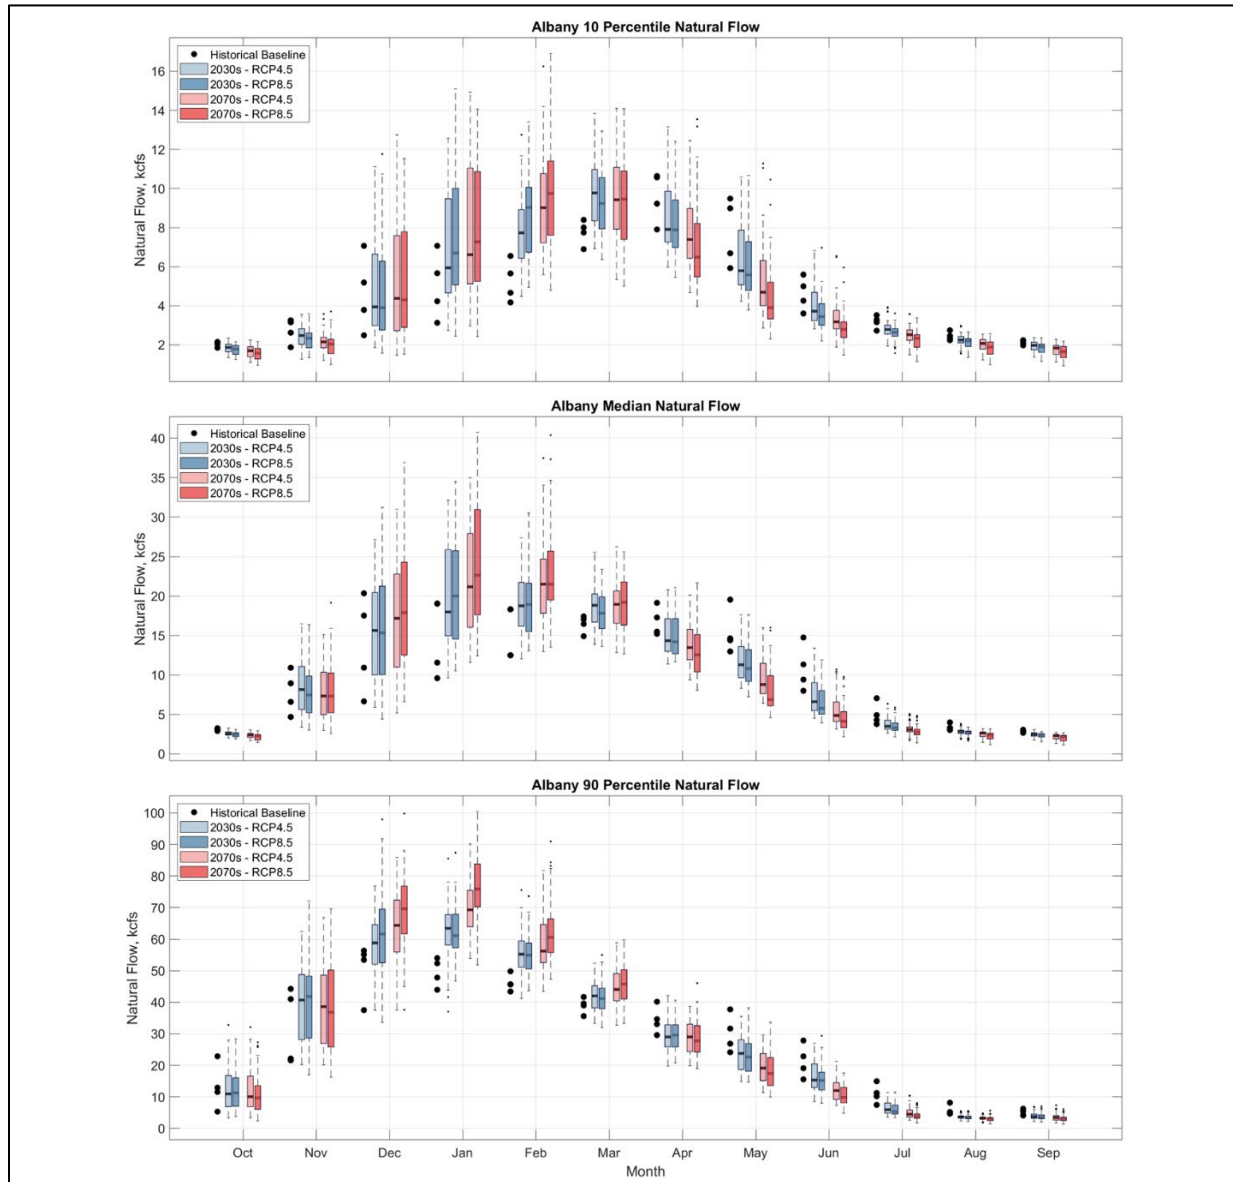 Albany 10 Percentile Natural Flow
Historical Baseline
2030s - RCP4.5
2030s - RCP8.5
2070s - RCP4.5
2070s - RCP8.5
16
14
12
10
8
6
4
2
Natural Flow, kcfs
Albany Median Natural Flow
Historical Baseline
2030s - RCP4.5
2030s - RCP8.5
2070s - RCP4.5
2070s - RCP8.5
40
35
30
25
20
15
10
5
0
Natural Flow, kcfs
Albany 90 Percentile Natural Flow
Historical Baseline
2030s - RCP4.5
2030s - RCP8.5
2070s - RCP4.5
2070s - RCP8.5
100
90
80
70
60
50
40
30
20
10
0
Natural Flow, kcfs
Oct Nov Dec Jan Feb Mar Apr May Jun Jul Aug Sep
Month